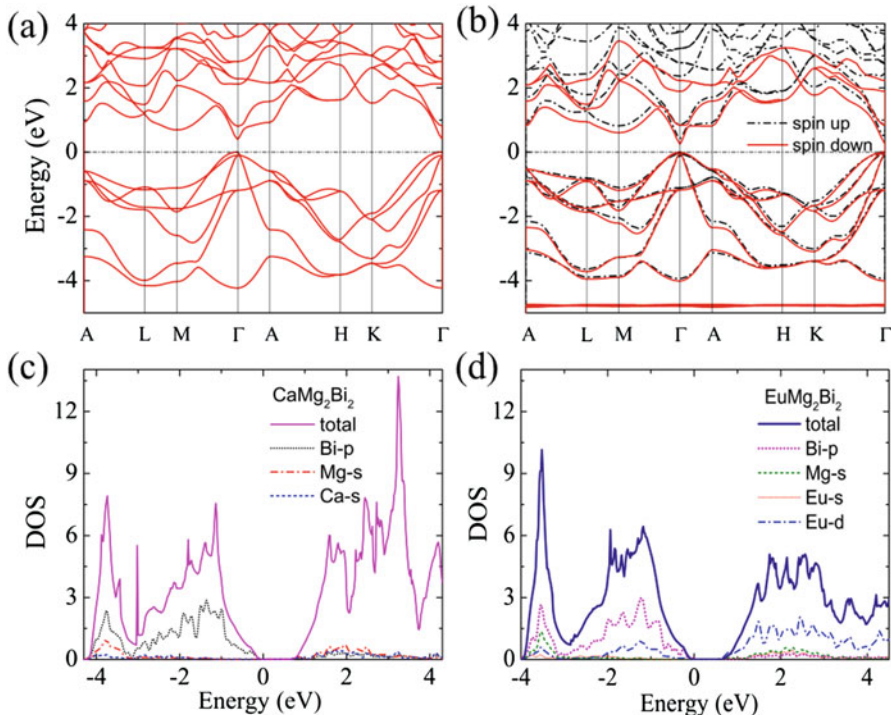 (a)
4
2
0
-2
-4
Energy (eV)
A L M Γ A H K Γ
(b)
4
2
0
-2
-4
Energy (eV)
spin up
spin down
A L M Γ A H K Γ
(c)
12
9
6
3
0
DOS
CaMg₂Bi₂
total
Bi-p
Mg-s
Ca-s
-4 -2 0 2 4
Energy (eV)
(d)
12
9
6
3
0
DOS
EuMg₂Bi₂
total
Bi-p
Mg-s
Eu-s
Eu-d
-4 -2 0 2 4
Energy (eV)